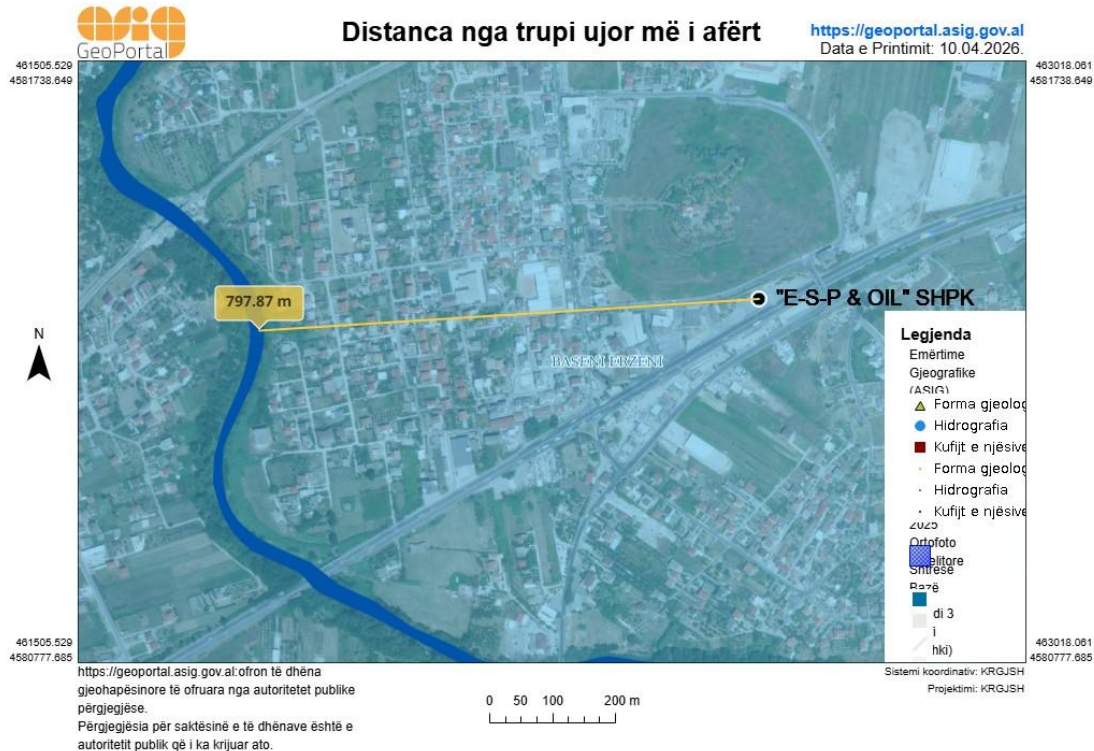 asig
GeoPortal
Distanca nga trupi ujor më i afërt
https://geoportal.asig.gov.al
Data e Printimit: 10.04.2026.
461505.529
4581738.649
463018.061
4581738.649
797.87 m
"E-S-P & OIL" SHPK
BASENI ERZENI
N
Legjenda
Emërtime
Gjeografike
(ASIG)
Forma gjeolog
Hidrografia
Kufijt e njësive
Forma gjeolog
Hidrografia
Kufijt e njësive
2025
Ortofoto
elitore
Shtresë
Bazë
di 3
i
hki)
461505.529
4580777.685
463018.061
4580777.685
https://geoportal.asig.gov.al:ofron të dhëna
gjeohapësinore të ofruara nga autoritetet publike
përgjegjëse.
Përgjegjësia për saktësinë e të dhënave është e
autoritetit publik që i ka krijuar ato.
0 50 100 200 m
Sistemi koordinativ: KRGJSH
Projektimi: KRGJSH